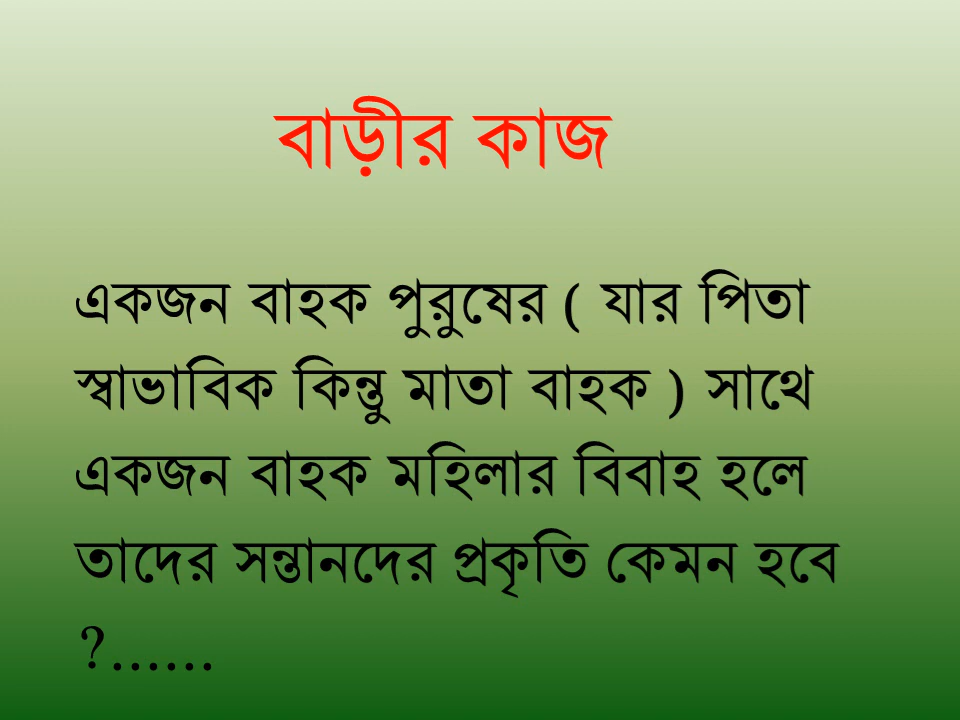 বাড়ীর কাজ
একজন বাহক পুরুষের ( যার পিতা
স্বাভাবিক কিন্তু মাতা বাহক ) সাথে
একজন বাহক মহিলার বিবাহ হলে
তাদের সন্তানদের প্রকৃতি কেমন হবে
?......